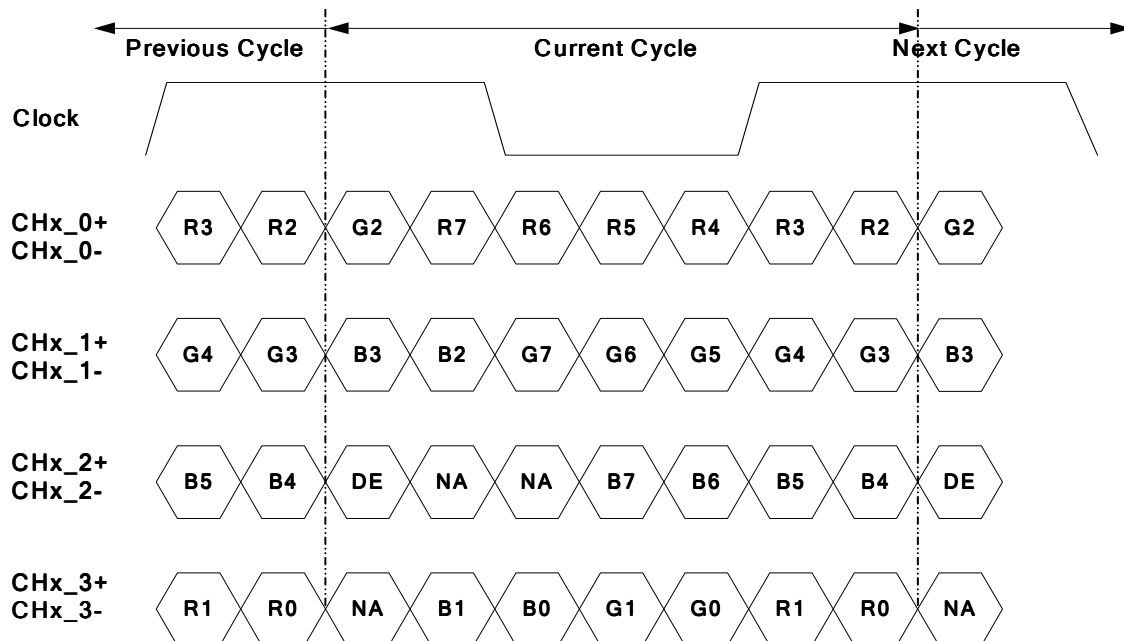 Previous Cycle Current Cycle Next Cycle
Clock
CHx_0+
CHx_0-
R3 R2 G2 R7 R6 R5 R4 R3 R2 G2
CHx_1+
CHx_1-
G4 G3 B3 B2 G7 G6 G5 G4 G3 B3
CHx_2+
CHx_2-
B5 B4 DE NA NA B7 B6 B5 B4 DE
CHx_3+
CHx_3-
R1 R0 NA B1 B0 G1 G0 R1 R0 NA